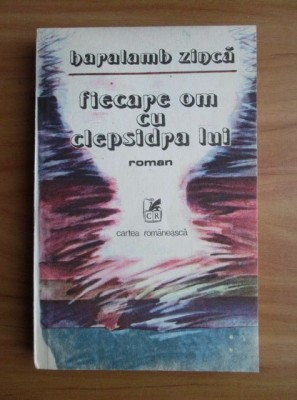 haralamb zincă
fiecare om
cu
clepsidra lui
roman
CR
cartea românească